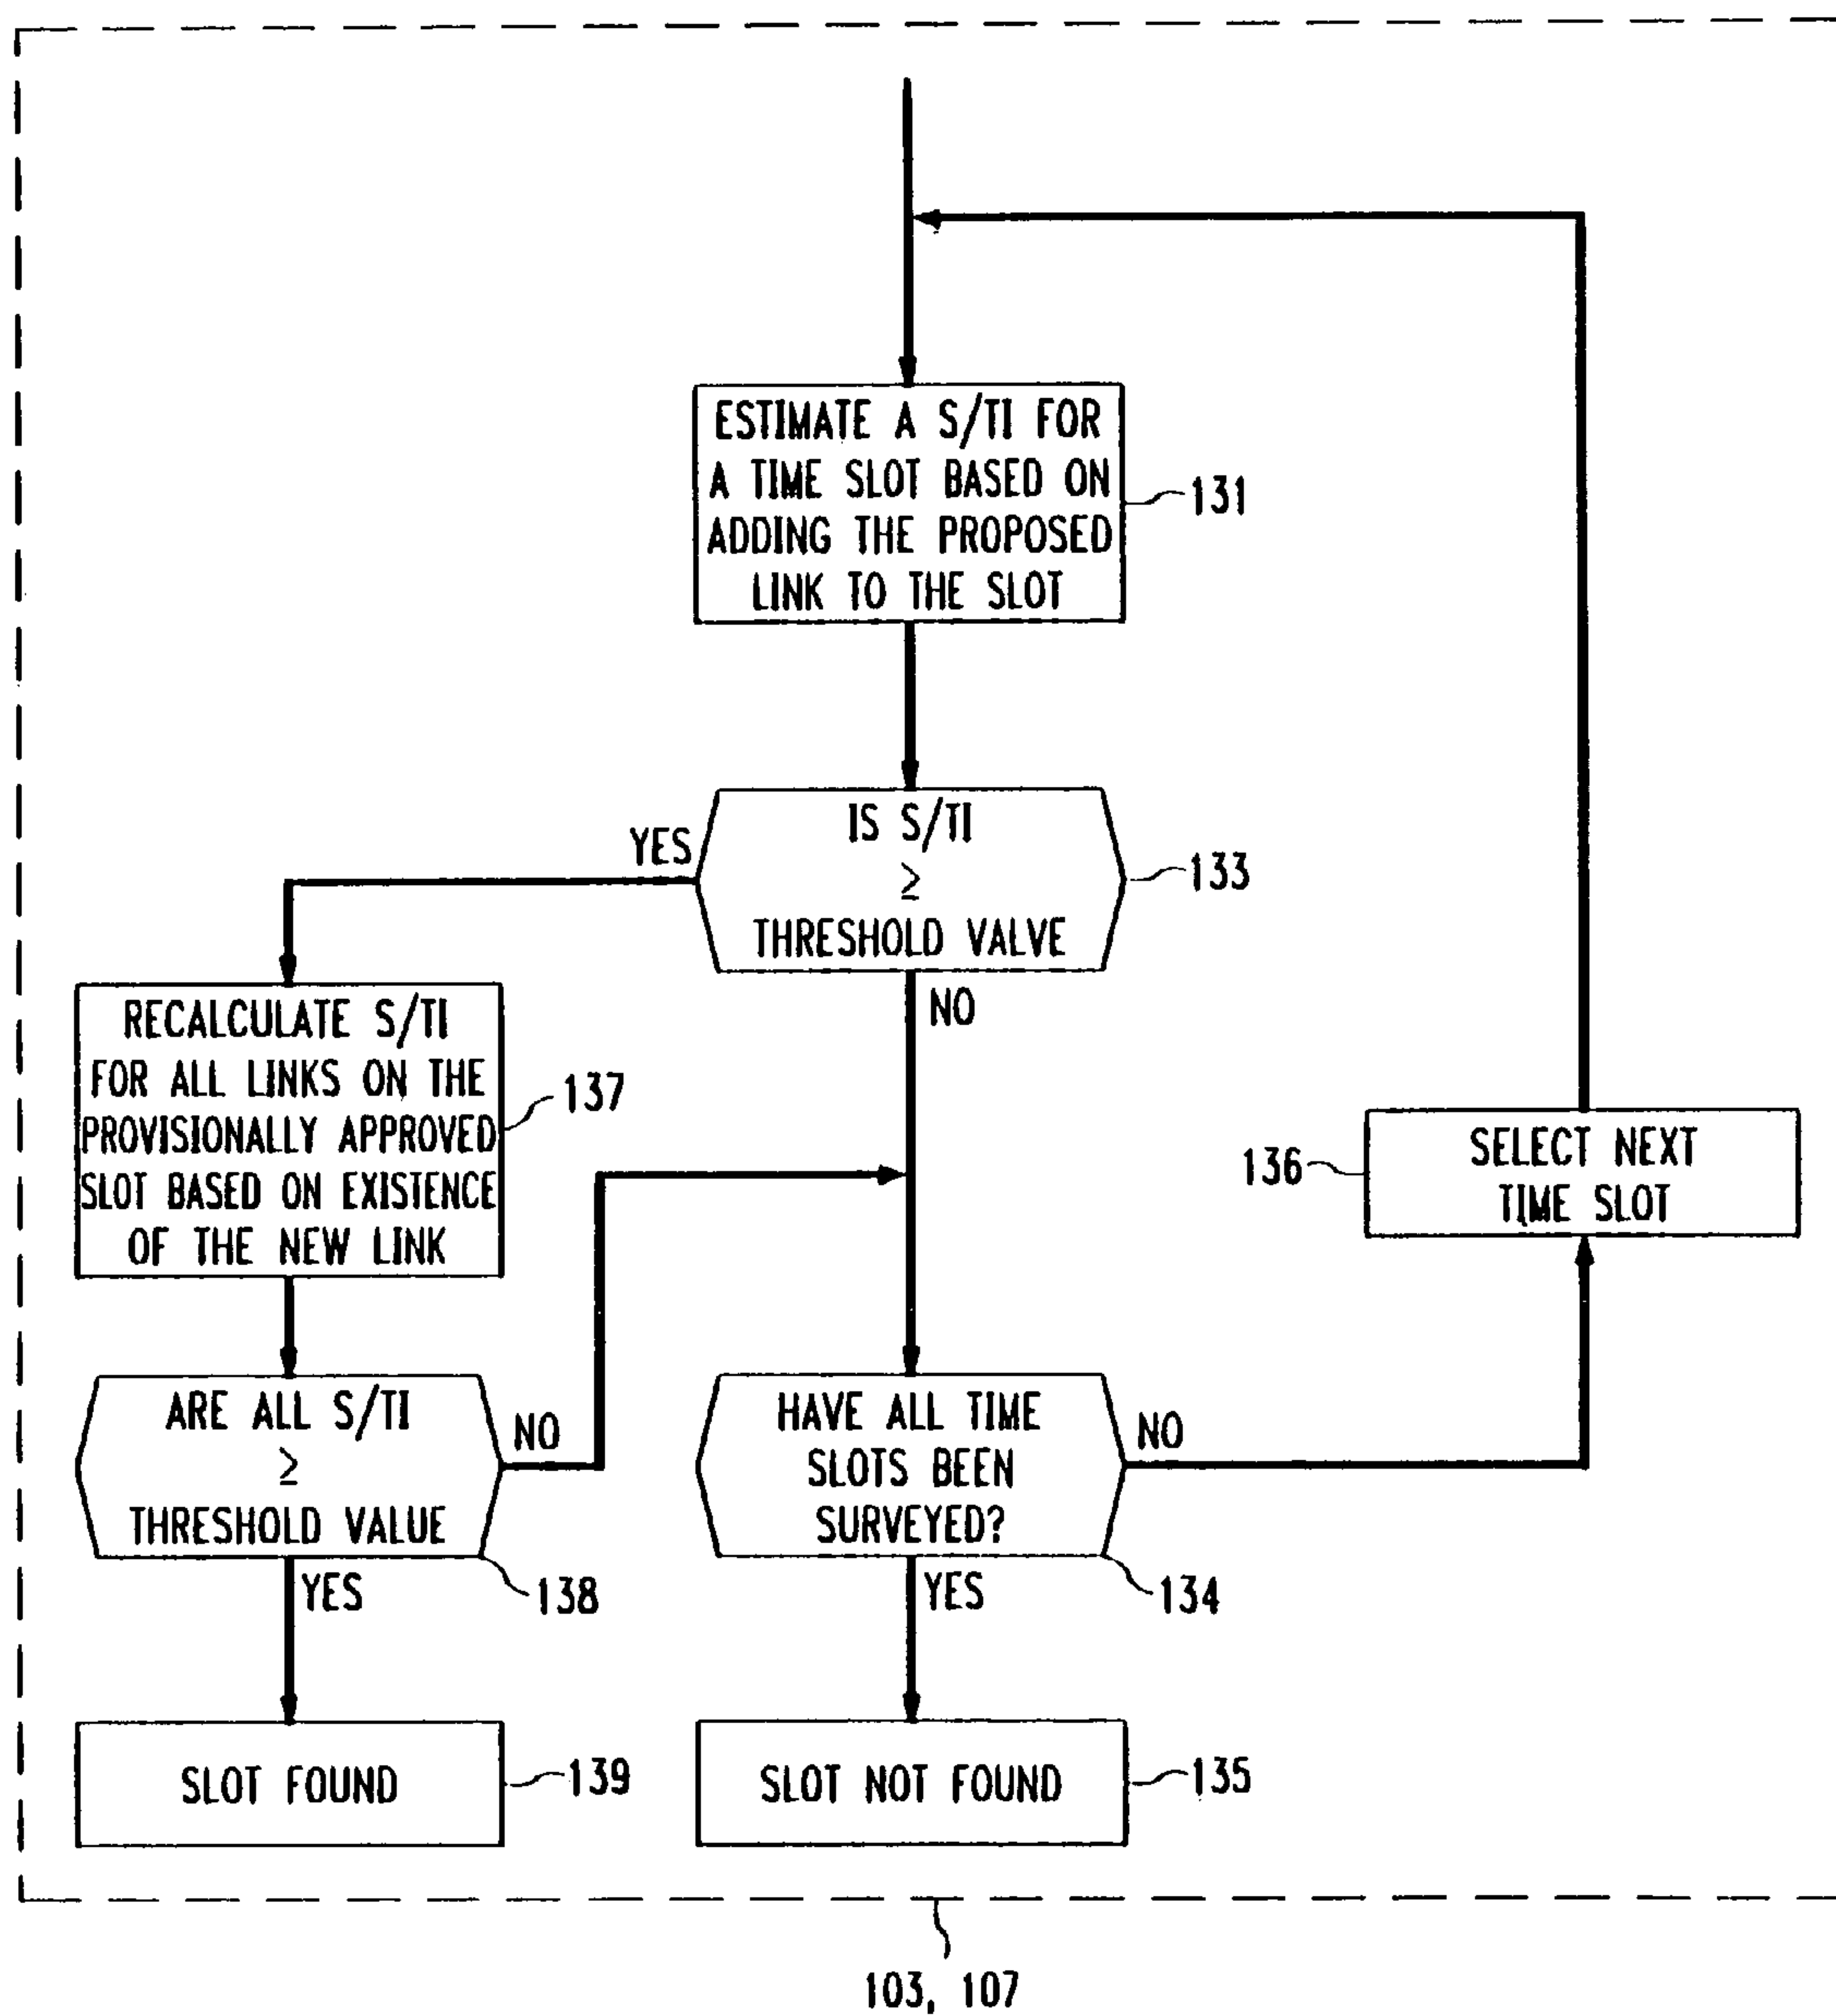 ESTIMATE A S/TI FOR
A TIME SLOT BASED ON
ADDING THE PROPOSED
LINK TO THE SLOT
131
IS S/TI
≥
THRESHOLD VALVE
133
YES
NO
RECALCULATE S/TI
FOR ALL LINKS ON THE
PROVISIONALLY APPROVED
SLOT BASED ON EXISTENCE
OF THE NEW LINK
137
136
SELECT NEXT
TIME SLOT
ARE ALL S/TI
≥
THRESHOLD VALUE
NO
138
YES
HAVE ALL TIME
SLOTS BEEN
SURVEYED?
NO
134
YES
SLOT FOUND
139
SLOT NOT FOUND
135
103, 107